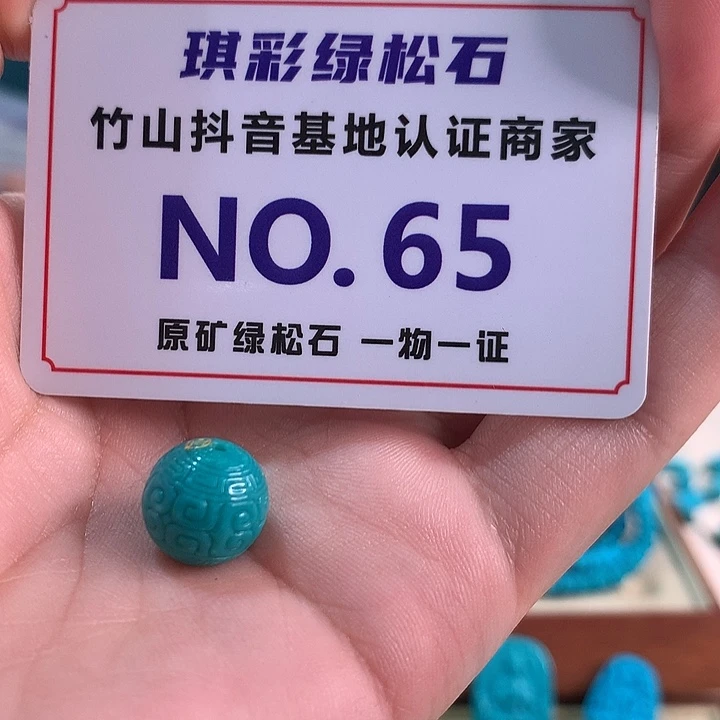 琪彩绿松石
竹山抖音基地认证商家
NO.65
原矿绿松石 一物一证